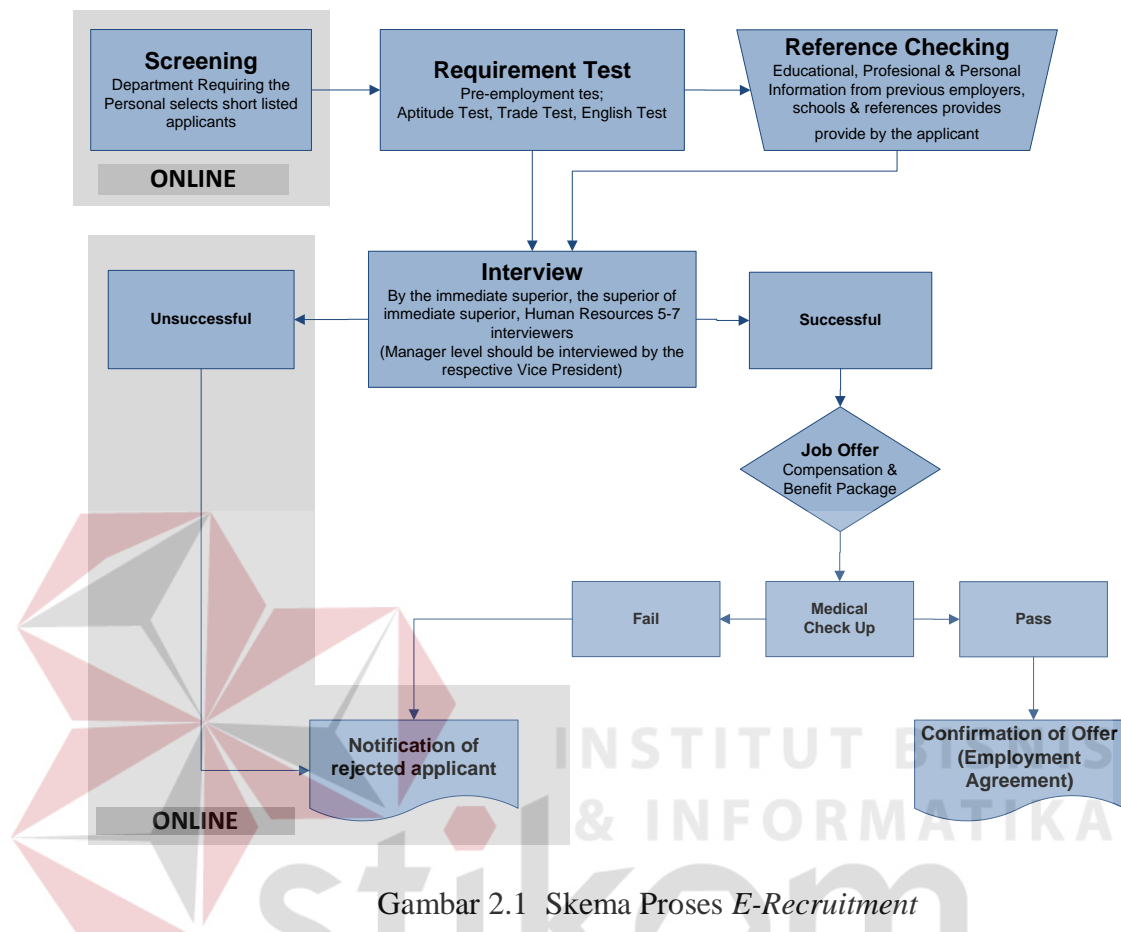 Screening
Department Requiring the
Personal selects short listed
applicants
ONLINE
Requirement Test
Pre-employment tes;
Aptitude Test, Trade Test, English Test
Reference Checking
Educational, Profesional & Personal
Information from previous employers,
schools & references provides
provide by the applicant
Unsuccessful
Interview
By the immediate superior, the superior of
immediate superior, Human Resources 5-7
interviewers
(Manager level should be interviewed by the
respective Vice President)
Successful
Job Offer
Compensation &
Benefit Package
Fail
Medical
Check Up
Pass
Notification of
rejected applicant
Confirmation of Offer
(Employment
Agreement)
ONLINE
INSTITUT BISNIS
& INFORMATIKA
stikom
Gambar 2.1 Skema Proses E-Recruitment